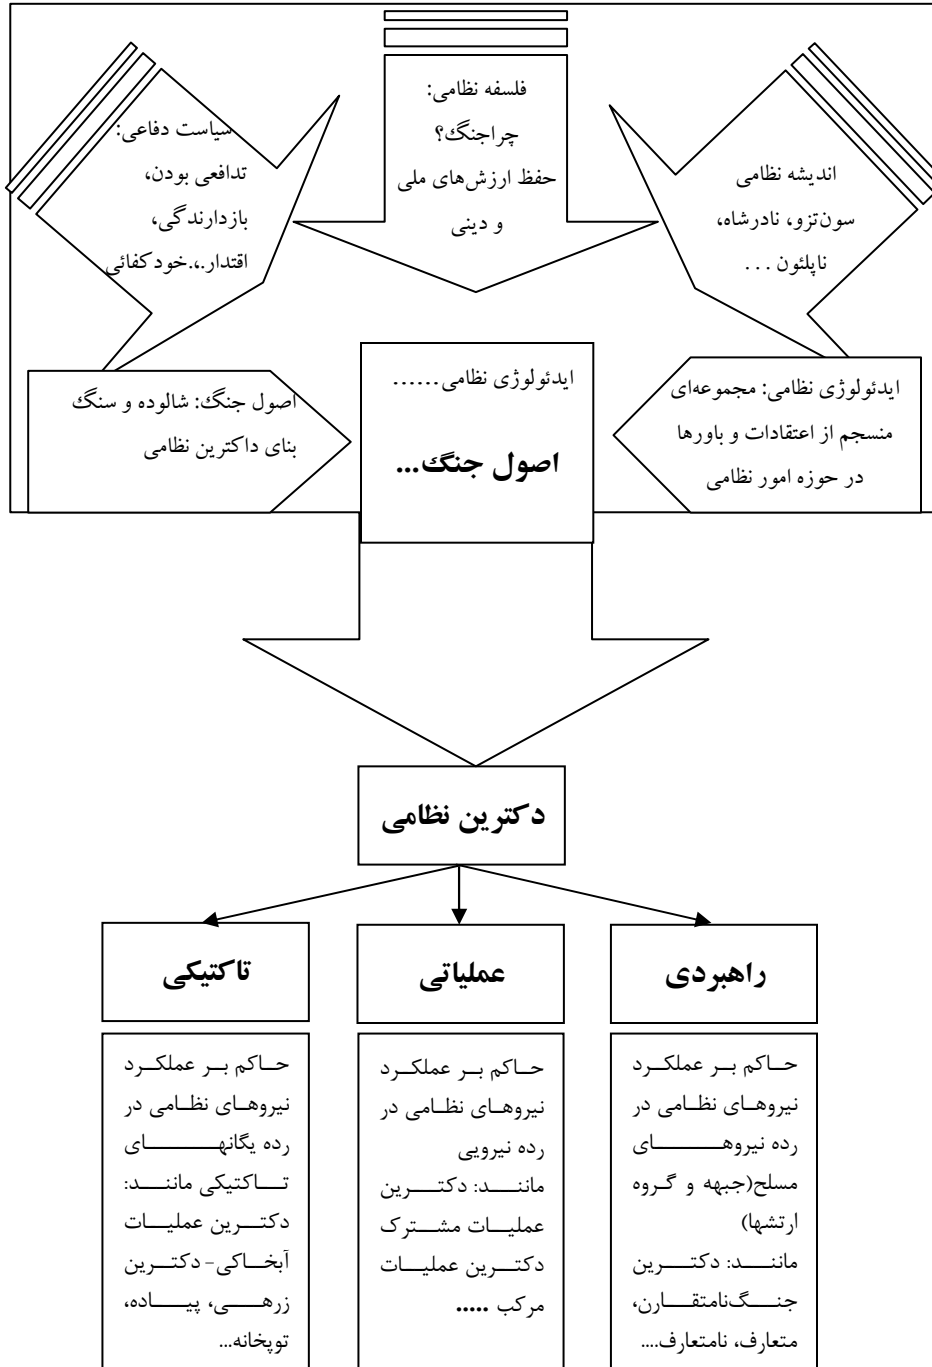 فلسفه نظامی:
چراجنگ؟
حفظ ارزش‌های ملی
و دینی
اندیشه نظامی
سون‌تزو، نادرشاه،
ناپلئون . . .
سیاست دفاعی:
تدافعی بودن،
بازدارندگی،
اقتدار.،.خودکفائی
ایدئولوژی نظامی: مجموعه‌ای
منسجم از اعتقادات و باورها
در حوزه امور نظامی
ایدئولوژی نظامی......
اصول جنگ...
اصول جنگ: شالوده و سنگ
بنای داکترین نظامی
دکترین نظامی
راهبردی
عملیاتی
تاکتیکی
حاکم بر عملکرد
نیروهای نظامی در
رده نیروهای
مسلح(جبهه و گروه
ارتشها)
مانند: دکترین
جنگ‌نامتقارن،
متعارف، نامتعارف....
حاکم بر عملکرد
نیروهای نظامی در
رده نیرویی
مانند: دکترین
عملیات مشترک
دکترین عملیات
مرکب .....
حاکم بر عملکرد
نیروهای نظامی در
رده یگانهای
تاکتیکی مانند:
دکترین عملیات
آبخاکی- دکترین
زرهی، پیاده،
توپخانه...